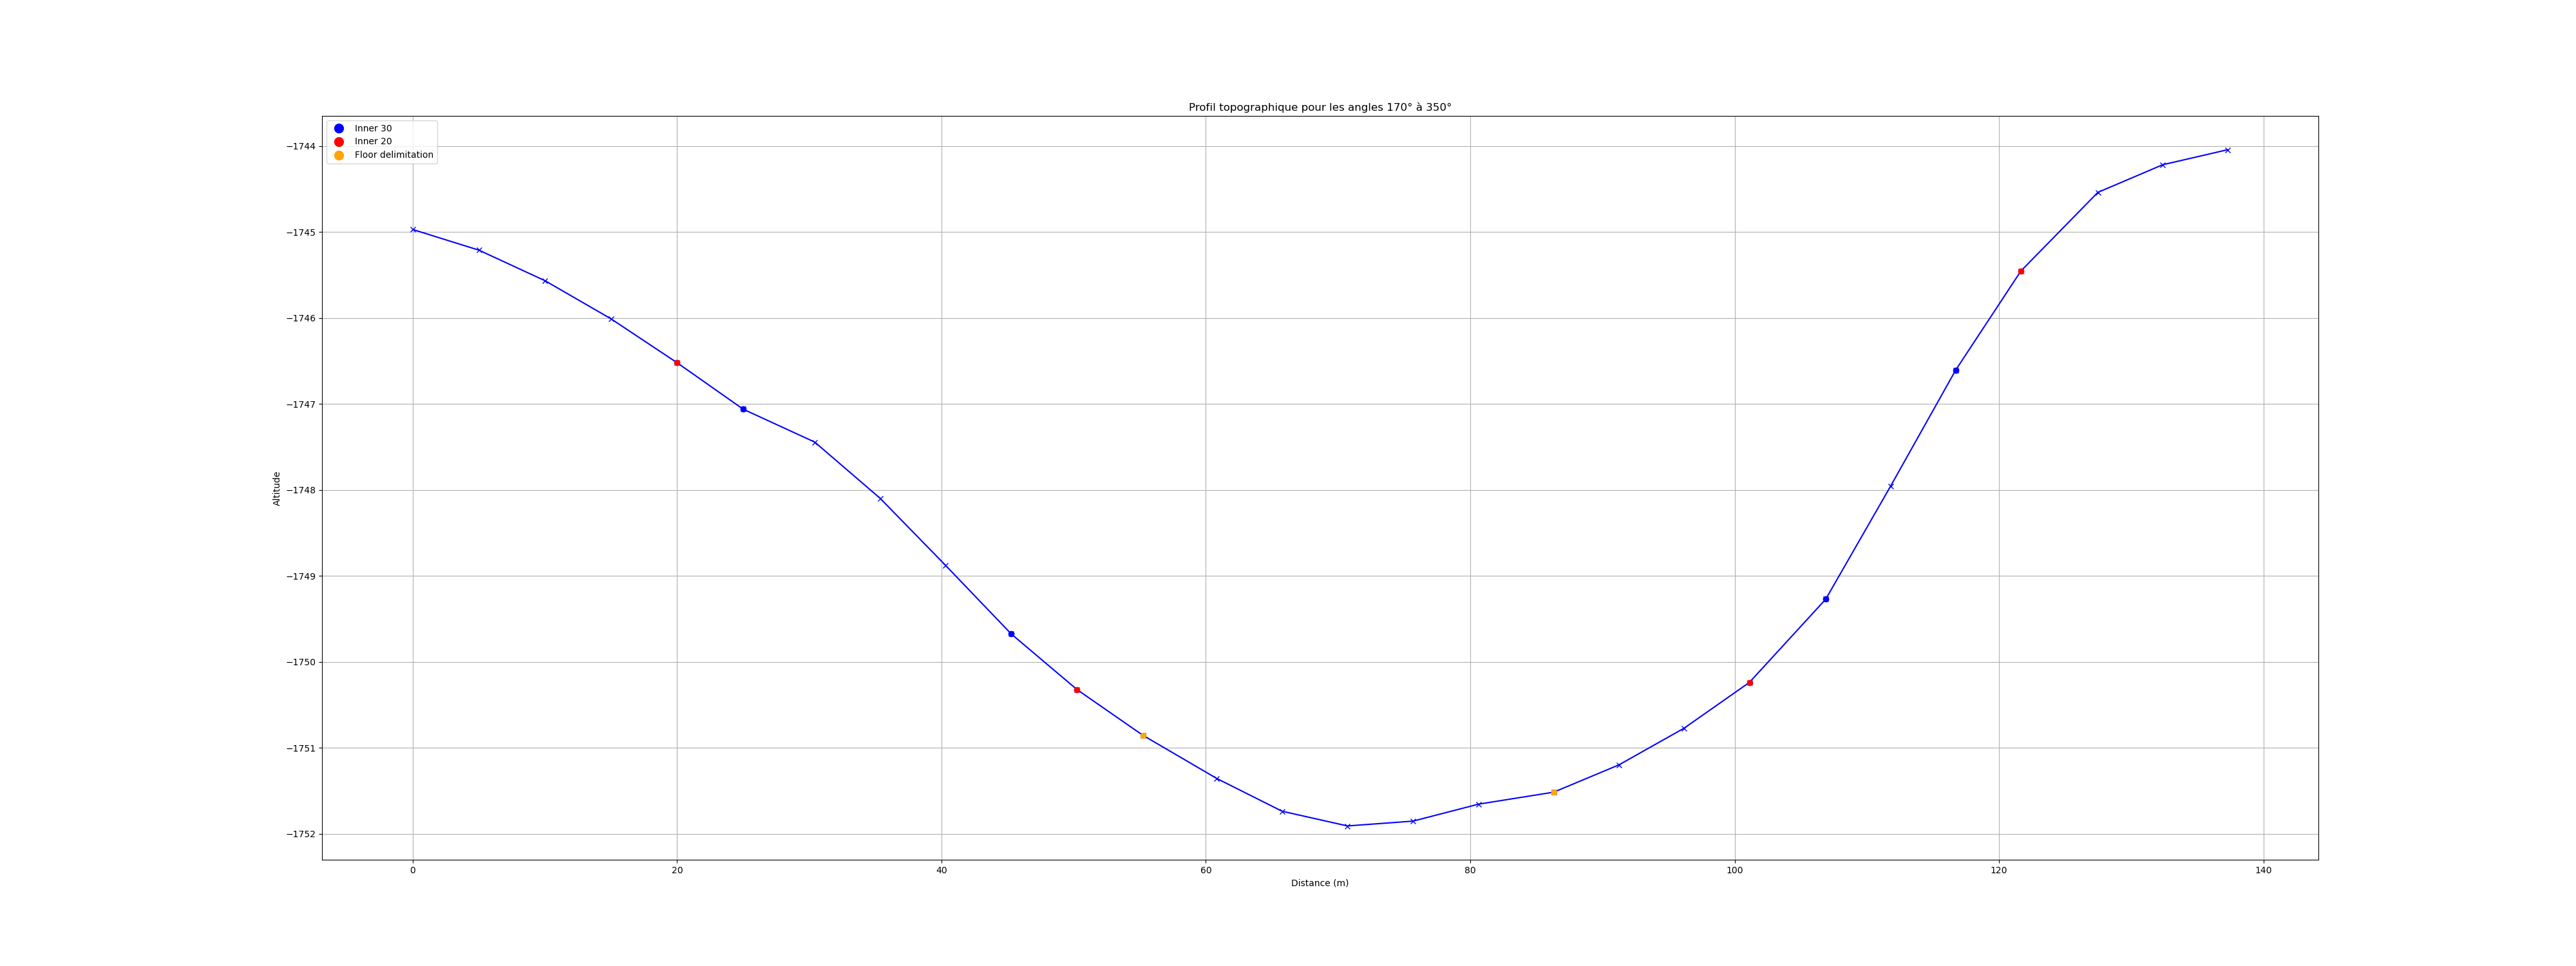 Profil topographique pour les angles 170° à 350°
Inner 30
Inner 20
Floor delimitation
−1744
−1745
−1746
−1747
−1748
−1749
−1750
−1751
−1752
Altitude
0
20
40
60
80
100
120
140
Distance (m)